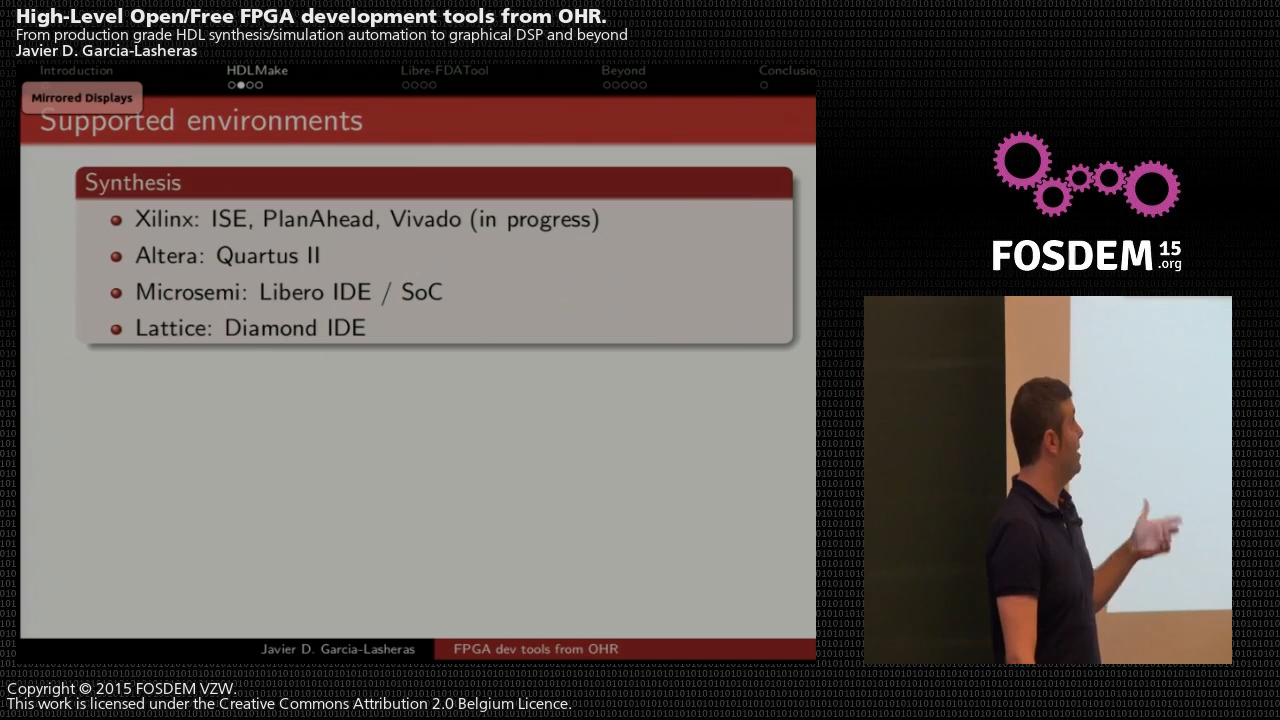 High-Level Open/Free FPGA development tools from OHR.
From production grade HDL synthesis/simulation automation to graphical DSP and beyond
Javier D. Garcia-Lasheras
Introduction HDLMake Libre-FDATool Beyond Conclusio
Mirrored Displays
Supported environments
Synthesis
Xilinx: ISE, PlanAhead, Vivado (in progress)
Altera: Quartus II
Microsemi: Libero IDE / SoC
Lattice: Diamond IDE
Javier D. Garcia-Lasheras FPGA dev tools from OHR
FOSDEM 15
.org
Copyright © 2015 FOSDEM VZW.
This work is licensed under the Creative Commons Attribution 2.0 Belgium Licence.